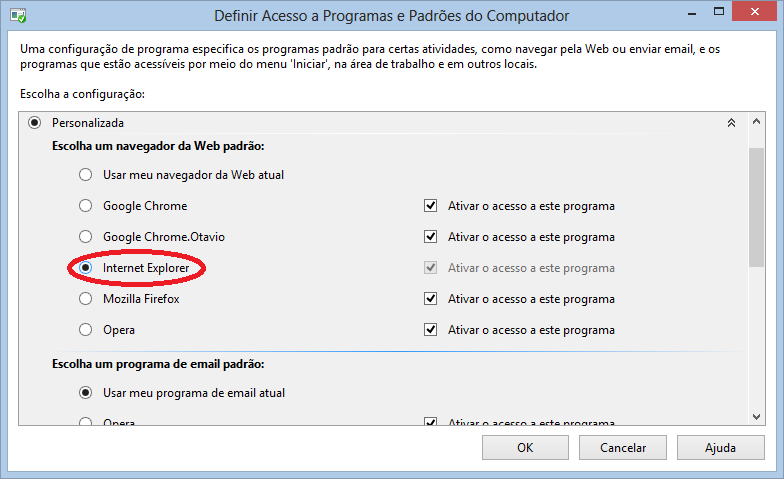 Definir Acesso a Programas e Padrões do Computador
Uma configuração de programa especifica os programas padrão para certas atividades, como navegar pela Web ou enviar email, e os
programas que estão acessíveis por meio do menu 'Iniciar', na área de trabalho e em outros locais.
Escolha a configuração:
Personalizada
Escolha um navegador da Web padrão:
Usar meu navegador da Web atual
Google Chrome Ativar o acesso a este programa
Google Chrome.Otavio Ativar o acesso a este programa
Internet Explorer Ativar o acesso a este programa
Mozilla Firefox Ativar o acesso a este programa
Opera Ativar o acesso a este programa
Escolha um programa de email padrão:
Usar meu programa de email atual
Opera Ativar o acesso a este programa
OK Cancelar Ajuda